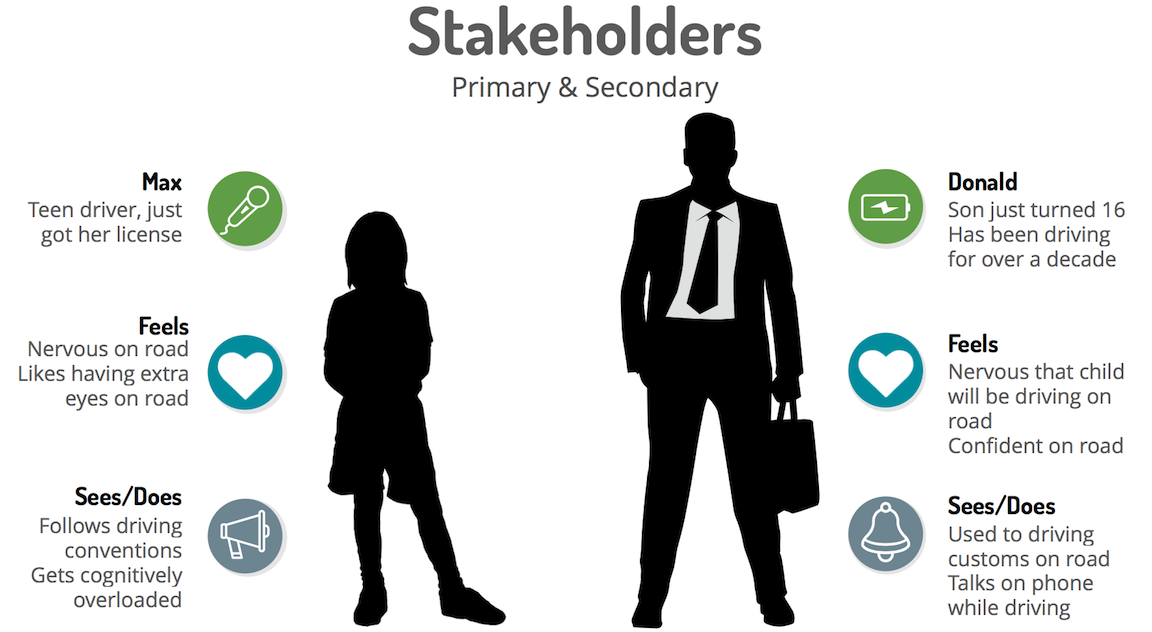 Stakeholders
Primary & Secondary
Max
Teen driver, just
got her license
Feels
Nervous on road
Likes having extra
eyes on road
Sees/Does
Follows driving
conventions
Gets cognitively
overloaded
Donald
Son just turned 16
Has been driving
for over a decade
Feels
Nervous that child
will be driving on
road
Confident on road
Sees/Does
Used to driving
customs on road
Talks on phone
while driving